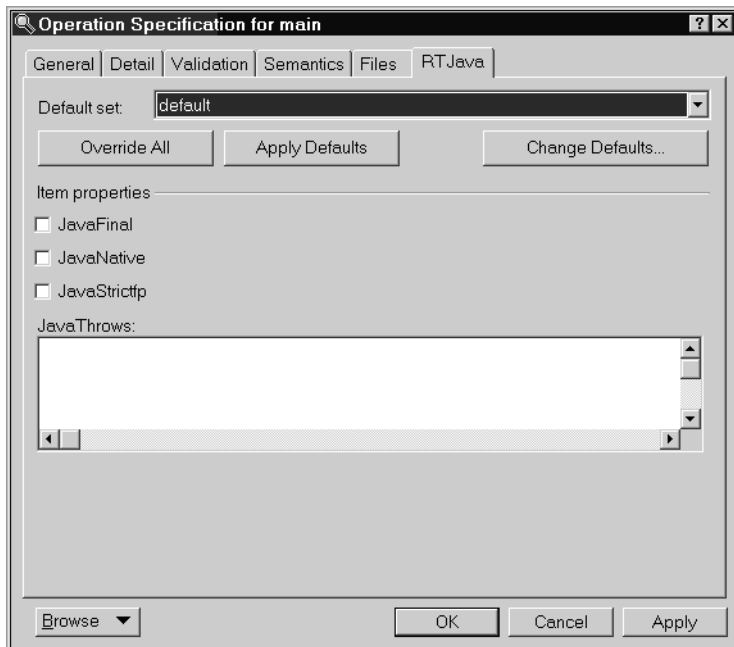 Operation Specification for main
General Detail Validation Semantics Files RTJava
Default set: default
Override All Apply Defaults Change Defaults...
Item properties
JavaFinal
JavaNative
JavaStrictfp
JavaThrows:
Browse OK Cancel Apply